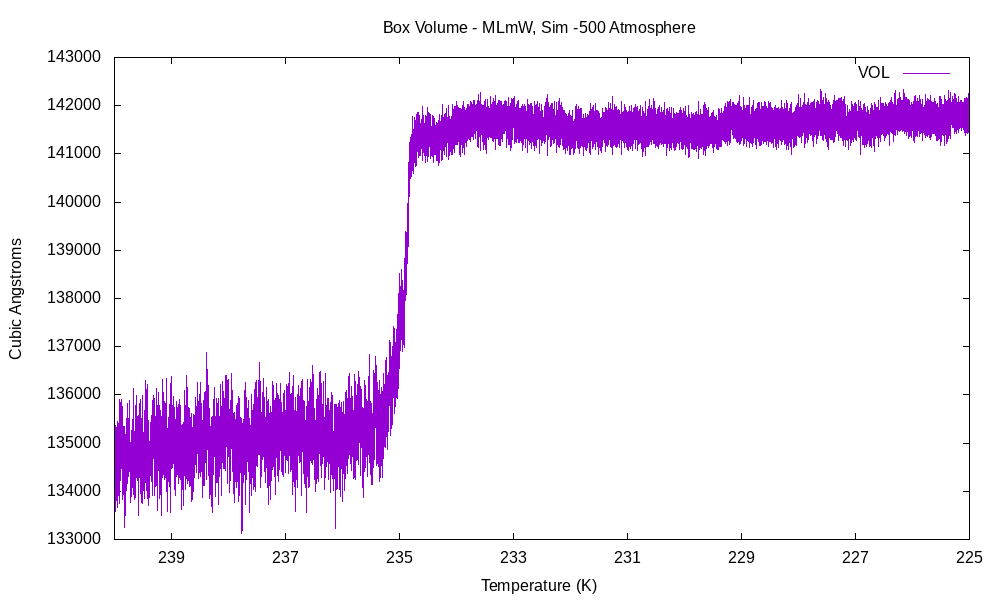 Box Volume - MLmW, Sim -500 Atmosphere
143000
VOL
142000
141000
140000
139000
138000
137000
136000
135000
134000
133000
Cubic Angstroms
239 237 235 233 231 229 227 225
Temperature (K)